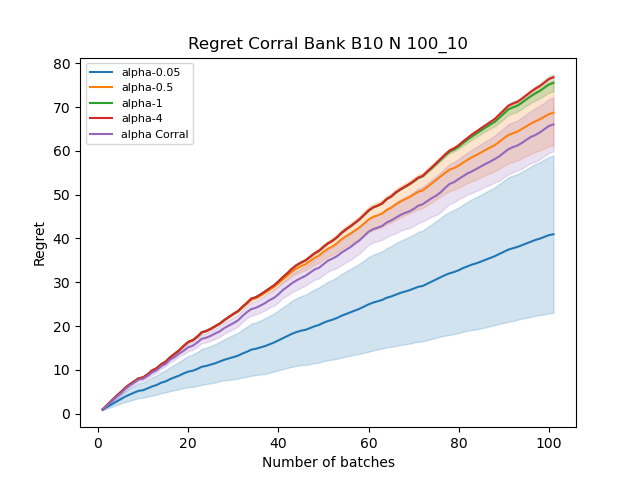 Regret Corral Bank B10 N 100_10
alpha-0.05
alpha-0.5
alpha-1
alpha-4
alpha Corral
Regret
80
70
60
50
40
30
20
10
0
0 20 40 60 80 100
Number of batches